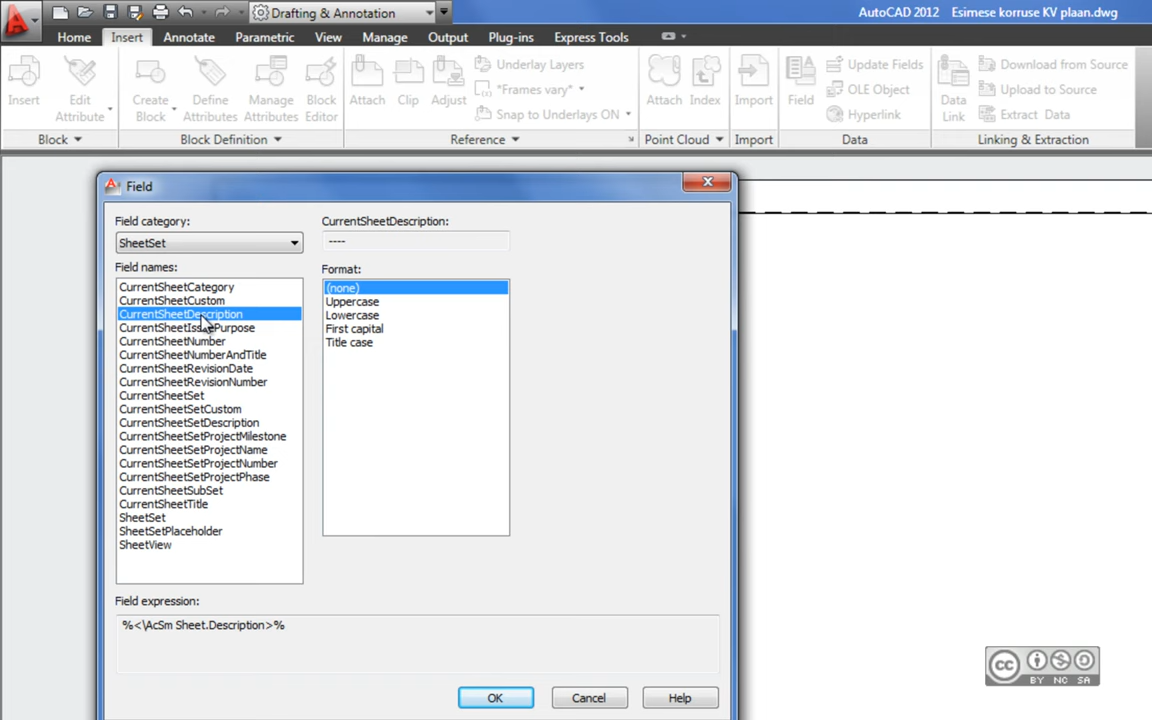 Drafting & Annotation
AutoCAD 2012 Esimese korruse KV plaan.dwg
Home Insert Annotate Parametric View Manage Output Plug-ins Express Tools
Insert
Edit Attribute
Create Block
Define Attributes
Manage Attributes
Block Editor
Attach
Clip
Adjust
Underlay Layers
*Frames vary*
Snap to Underlays ON
Attach
Index
Import
Field
Update Fields
OLE Object
Hyperlink
Data Link
Download from Source
Upload to Source
Extract Data
Block
Block Definition
Reference
Point Cloud
Import
Data
Linking & Extraction
Field
Field category:
SheetSet
Field names:
CurrentSheetCategory
CurrentSheetCustom
CurrentSheetDescription
CurrentSheetIssuePurpose
CurrentSheetNumber
CurrentSheetNumberAndTitle
CurrentSheetRevisionDate
CurrentSheetRevisionNumber
CurrentSheetSet
CurrentSheetSetCustom
CurrentSheetSetDescription
CurrentSheetSetProjectMilestone
CurrentSheetSetProjectName
CurrentSheetSetProjectNumber
CurrentSheetSetProjectPhase
CurrentSheetSubSet
CurrentSheetTitle
SheetSet
SheetSetPlaceholder
SheetView
CurrentSheetDescription:
----
Format:
(none)
Uppercase
Lowercase
First capital
Title case
Field expression:
%<\AcSm Sheet.Description>%
OK Cancel Help
cc
BY NC SA